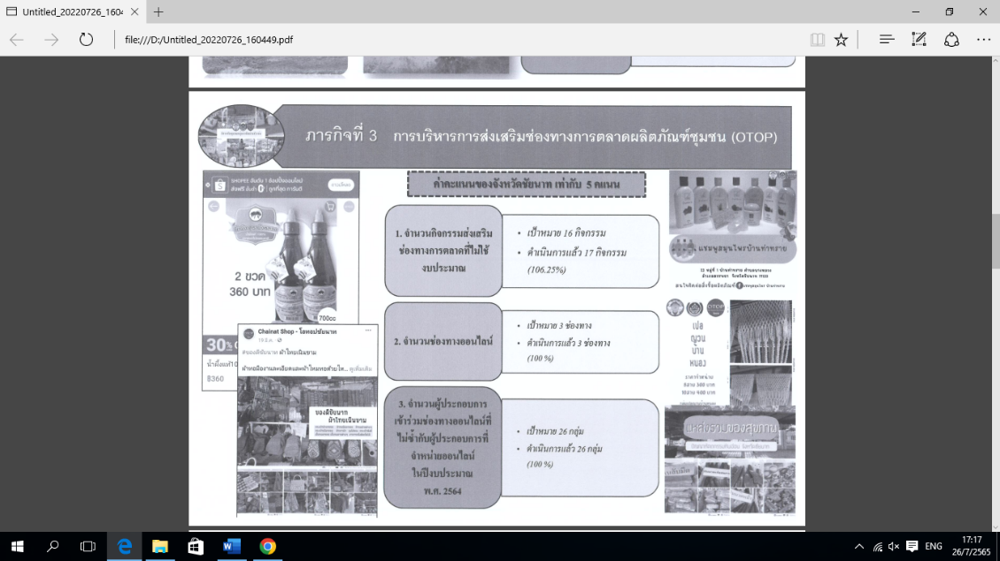 Untitled_20220726_160
file:///D:/Untitled_20220726_160449.pdf
ภารกิจที่ 3 การบริหารการส่งเสริมช่องทางการตลาดผลิตภัณฑ์ชุมชน (OTOP)
ค่าคะแนนของจังหวัดชัยนาท เท่ากับ 5 คแนน
1. จำนวนกิจกรรมส่งเสริม
ช่องทางการตลาดที่ไม่ใช้
งบประมาณ
• เป้าหมาย 16 กิจกรรม
• ดำเนินการแล้ว 17 กิจกรรม
(106.25%)
2. จำนวนช่องทางออนไลน์
• เป้าหมาย 3 ช่องทาง
• ดำเนินการแล้ว 3 ช่องทาง
(100 %)
3. จำนวนผู้ประกอบการ
เข้าร่วมช่องทางออนไลน์ที่
ไม่ซ้ำกับผู้ประกอบการที่
จำหน่ายออนไลน์
ในปีงบประมาณ
พ.ศ. 2564
• เป้าหมาย 26 กลุ่ม
• ดำเนินการแล้ว 26 กลุ่ม
(100 %)
2 ขวด
360 บาท
700cc
30%
฿360
Chainat Shop - โอทอปชัยนาท
#ของดีชัยนาท ผ้าไทยเนินขาม
ของดีชัยนาท
ผ้าไทยเนินขาม
แชมพูสมุนไพรบ้านท่าทราย
OTOP
เปล
ญวน
บ้าน
หนอง
แหล่งรวมของสุขภาพ
ENG
17:17
26/7/2565